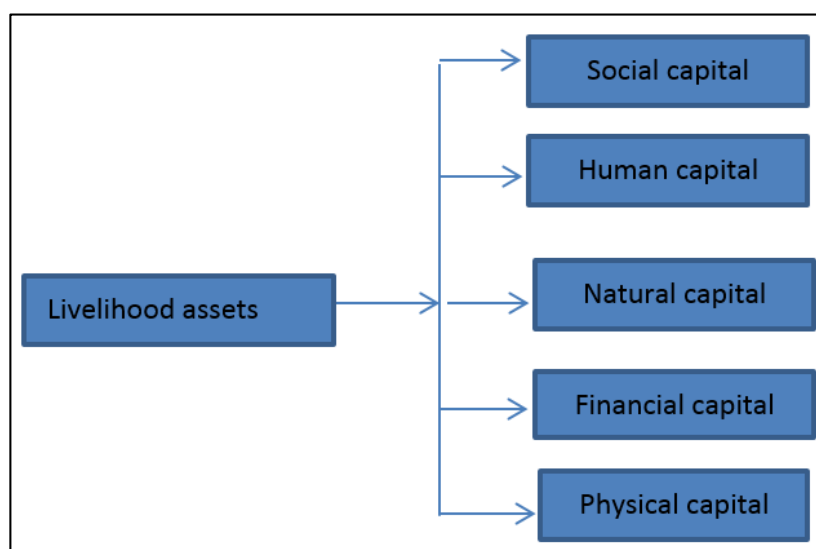 Social capital
Human capital
Natural capital
Livelihood assets
Financial capital
Physical capital